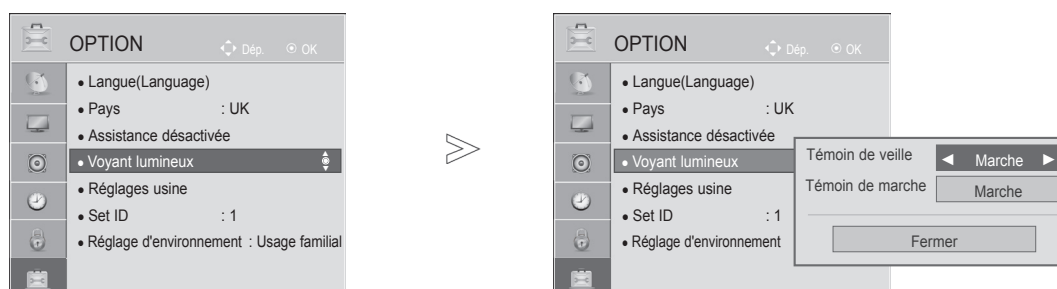 OPTION
Dép. OK
• Langue(Language)
• Pays : UK
• Assistance désactivée
• Voyant lumineux
• Réglages usine
• Set ID : 1
• Réglage d'environnement : Usage familial
OPTION
Dép. OK
• Langue(Language)
• Pays : UK
• Assistance désactivée
• Voyant lumineux
• Réglages usine
• Set ID : 1
• Réglage d'environnement
Témoin de veille ◄ Marche ►
Témoin de marche Marche
Fermer